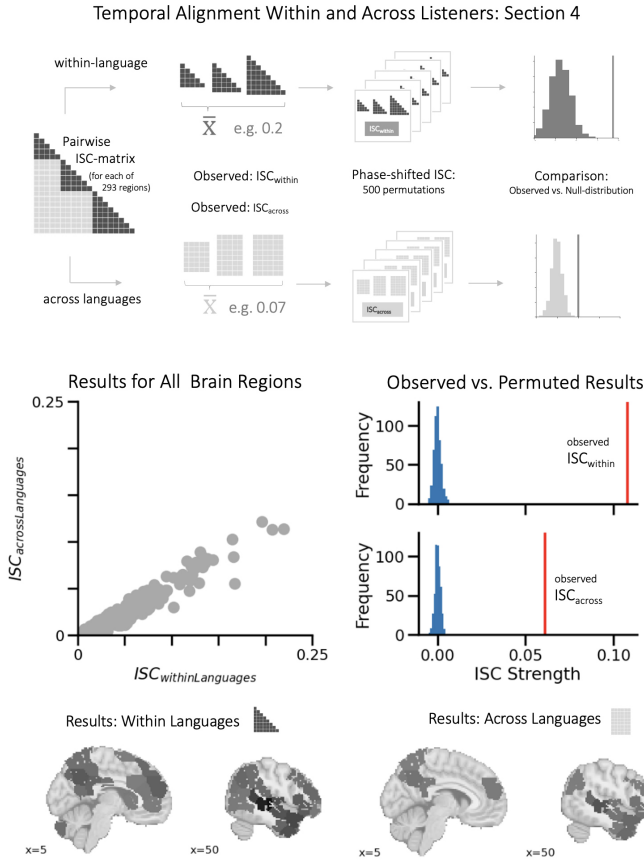 Temporal Alignment Within and Across Listeners: Section 4
within-language
X e.g. 0.2
ISCwithin
Pairwise
ISC-matrix
(for each of
293 regions)
Observed: ISCwithin
Observed: ISCacross
Phase-shifted ISC:
500 permutations
Comparison:
Observed vs. Null-distribution
across languages
X e.g. 0.07
ISCacross
Results for All Brain Regions
0.25
ISCacrossLanguages
0
0
0.25
ISCwithinLanguages
Observed vs. Permuted Results
Frequency
100
50
0
observed
ISCwithin
Frequency
100
50
0
observed
ISCacross
0.00
0.05
0.10
ISC Strength
Results: Within Languages
Results: Across Languages
x=5
x=50
x=5
x=50